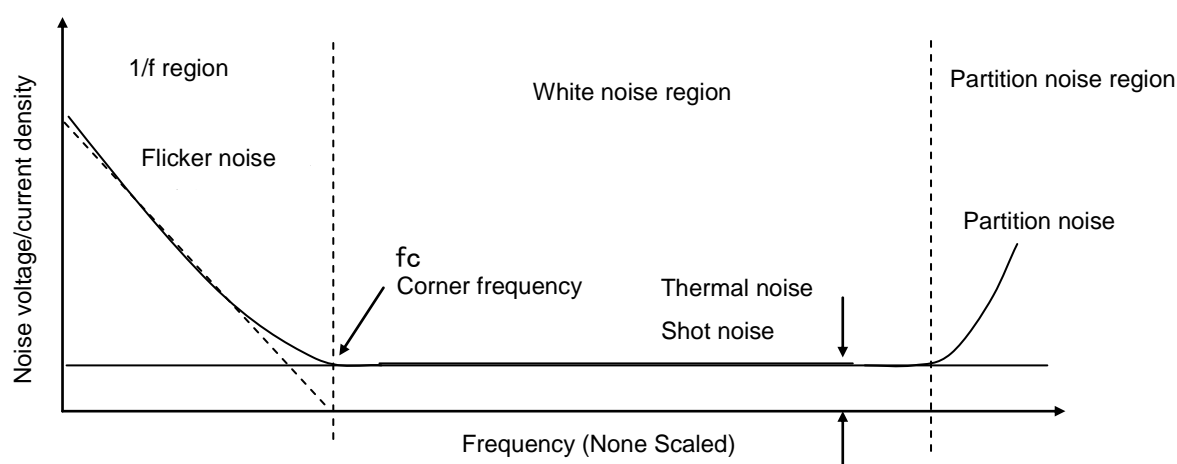 1/f region
White noise region
Partition noise region
Noise voltage/current density
Flicker noise
Partition noise
fc
Corner frequency
Thermal noise
Shot noise
Frequency (None Scaled)